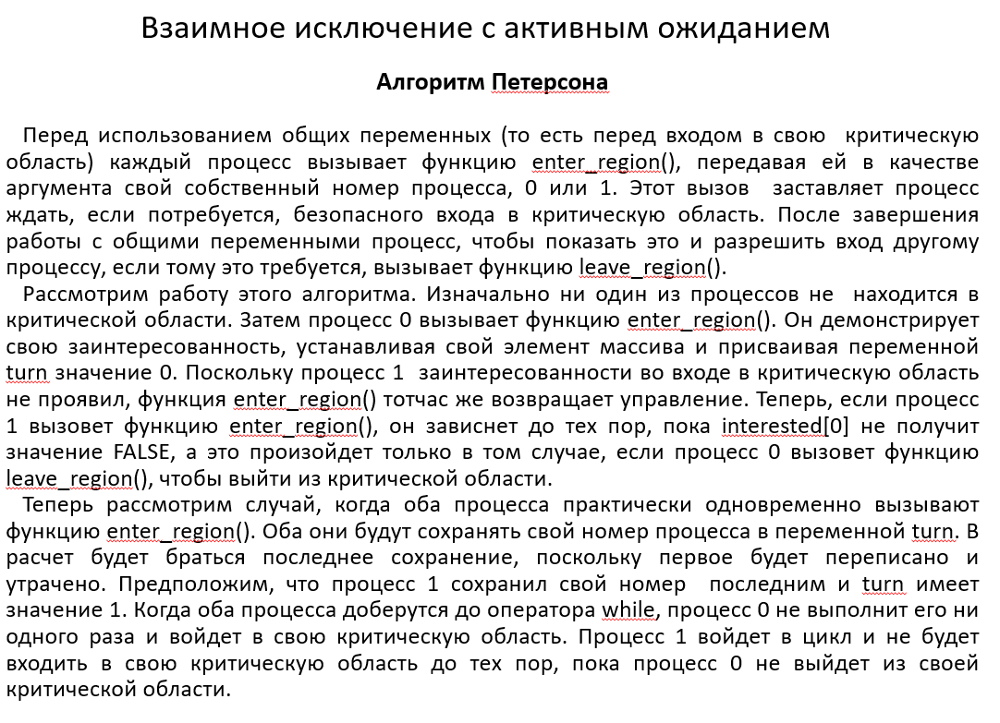 Взаимное исключение с активным ожиданием
Алгоритм Петерсона
Перед использованием общих переменных (то есть перед входом в свою критическую
область) каждый процесс вызывает функцию enter_region(), передавая ей в качестве
аргумента свой собственный номер процесса, 0 или 1. Этот вызов заставляет процесс
ждать, если потребуется, безопасного входа в критическую область. После завершения
работы с общими переменными процесс, чтобы показать это и разрешить вход другому
процессу, если тому это требуется, вызывает функцию leave_region().
Рассмотрим работу этого алгоритма. Изначально ни один из процессов не находится в
критической области. Затем процесс 0 вызывает функцию enter_region(). Он демонстрирует
свою заинтересованность, устанавливая свой элемент массива и присваивая переменной
turn значение 0. Поскольку процесс 1 заинтересованности во входе в критическую область
не проявил, функция enter_region() тотчас же возвращает управление. Теперь, если процесс
1 вызовет функцию enter_region(), он зависнет до тех пор, пока interested[0] не получит
значение FALSE, а это произойдет только в том случае, если процесс 0 вызовет функцию
leave_region(), чтобы выйти из критической области.
Теперь рассмотрим случай, когда оба процесса практически одновременно вызывают
функцию enter_region(). Оба они будут сохранять свой номер процесса в переменной turn. В
расчет будет браться последнее сохранение, поскольку первое будет переписано и
утрачено. Предположим, что процесс 1 сохранил свой номер последним и turn имеет
значение 1. Когда оба процесса доберутся до оператора while, процесс 0 не выполнит его ни
одного раза и войдет в свою критическую область. Процесс 1 войдет в цикл и не будет
входить в свою критическую область до тех пор, пока процесс 0 не выйдет из своей
критической области.